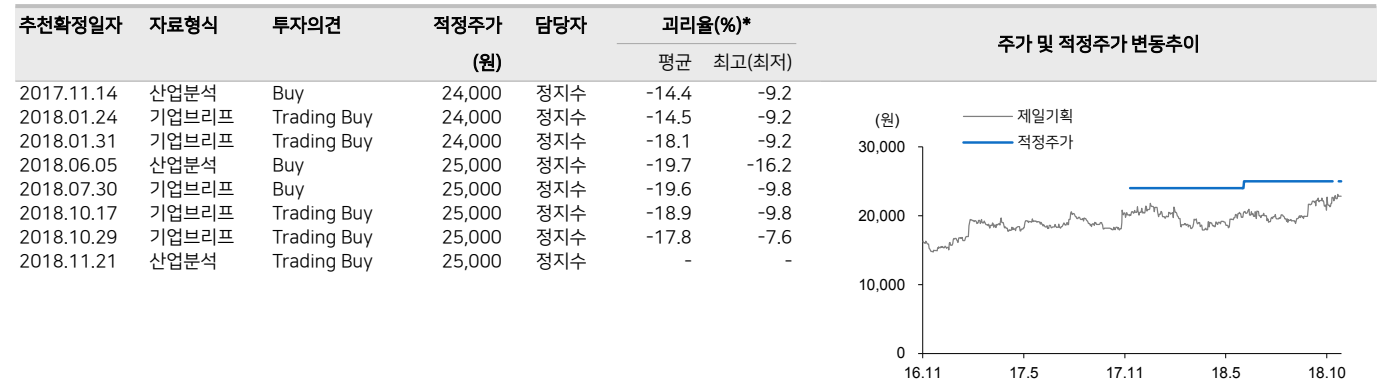 추천확정일자 자료형식 투자의견 적정주가 담당자 괴리율(%)* 주가 및 적정주가 변동추이
(원) 평균 최고(최저)
2017.11.14 산업분석 Buy 24,000 정지수 -14.4 -9.2
2018.01.24 기업브리프 Trading Buy 24,000 정지수 -14.5 -9.2
2018.01.31 기업브리프 Trading Buy 24,000 정지수 -18.1 -9.2
2018.06.05 산업분석 Buy 25,000 정지수 -19.7 -16.2
2018.07.30 기업브리프 Buy 25,000 정지수 -19.6 -9.8
2018.10.17 기업브리프 Trading Buy 25,000 정지수 -18.9 -9.8
2018.10.29 기업브리프 Trading Buy 25,000 정지수 -17.8 -7.6
2018.11.21 산업분석 Trading Buy 25,000 정지수 - -
(원) 제일기획
적정주가
30,000
20,000
10,000
0
16.11 17.5 17.11 18.5 18.10